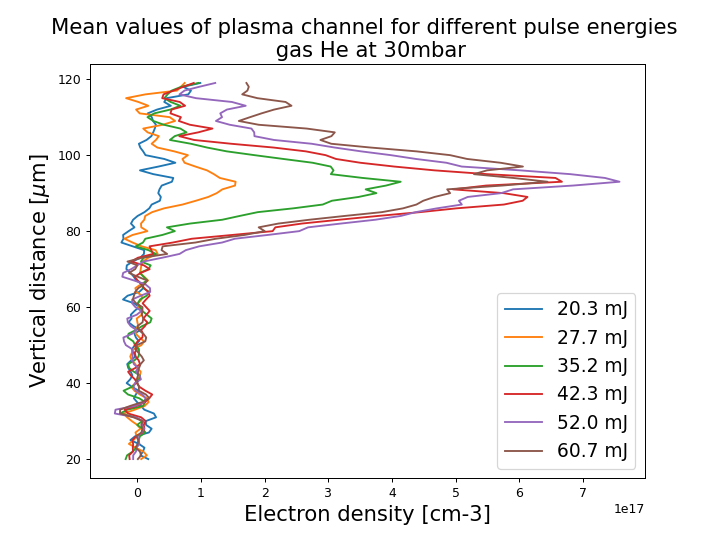 Mean values of plasma channel for different pulse energies
gas He at 30mbar
Vertical distance [μm]
120
100
80
60
40
20
20.3 mJ
27.7 mJ
35.2 mJ
42.3 mJ
52.0 mJ
60.7 mJ
0 1 2 3 4 5 6 7
1e17
Electron density [cm-3]